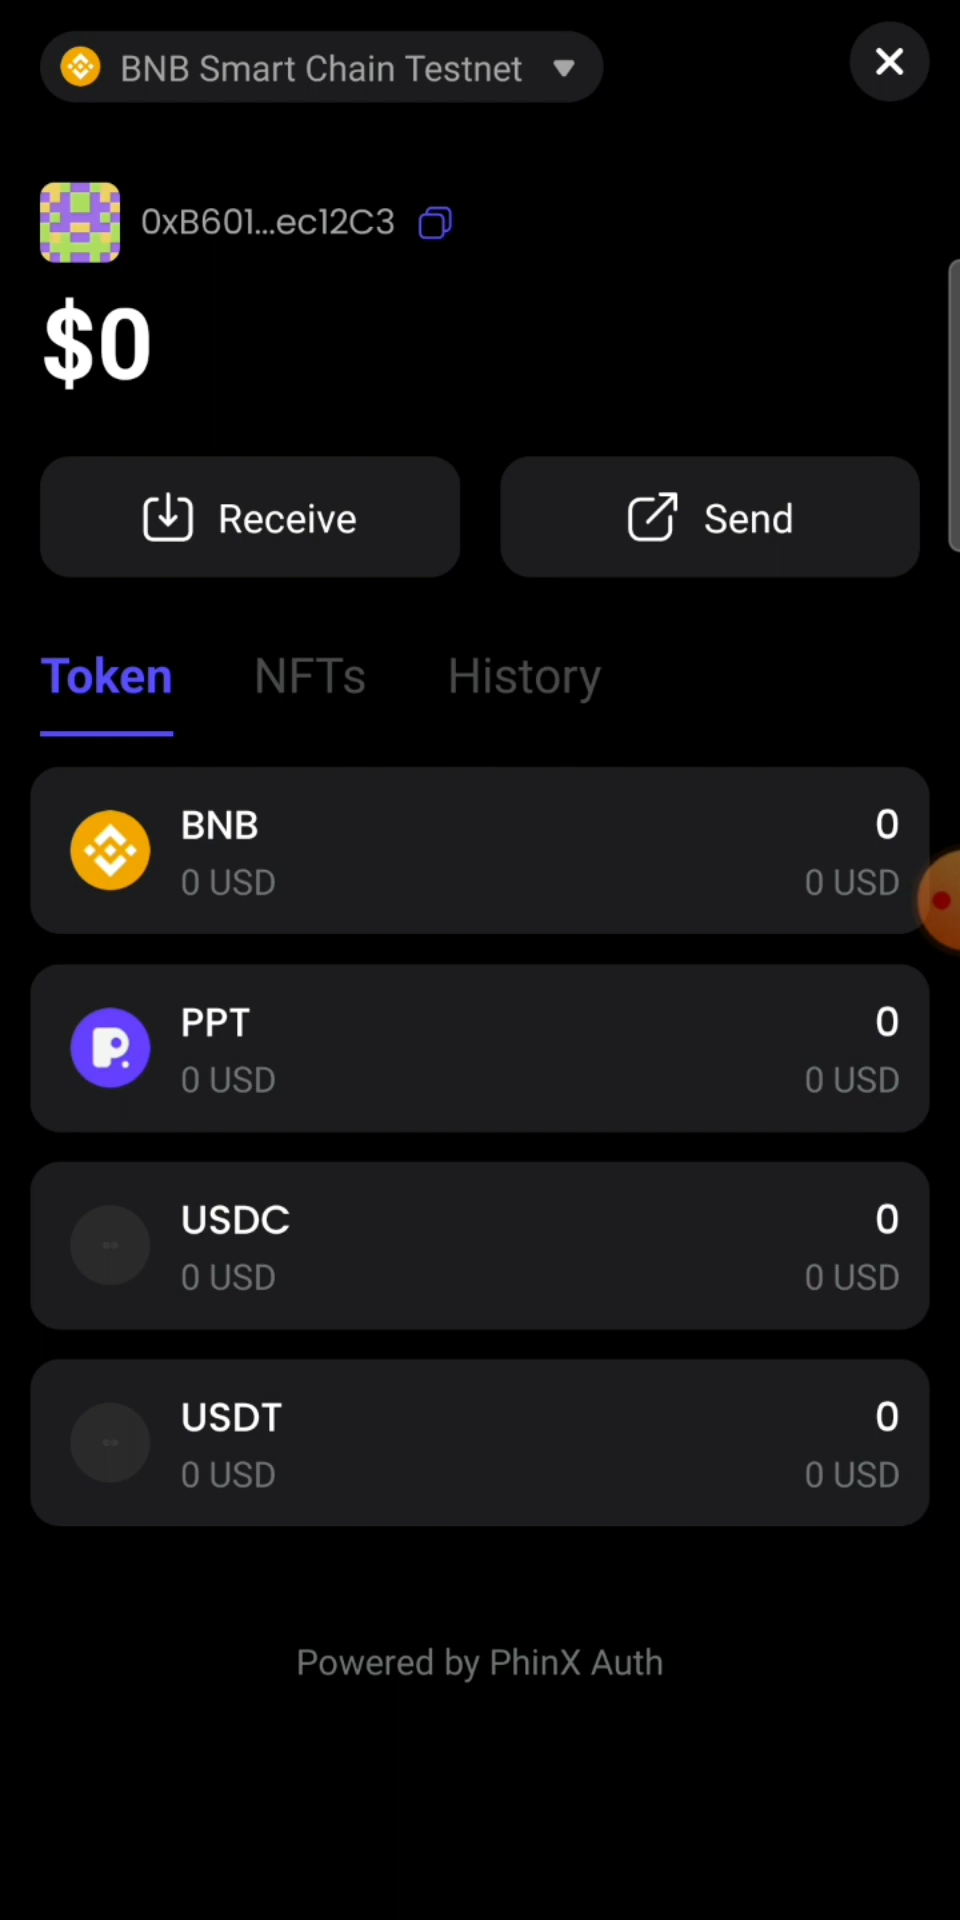 BNB Smart Chain Testnet
0xB601...ec12C3
$0
Receive
Send
Token
NFTs
History
BNB
0
0 USD
0 USD
PPT
0
0 USD
0 USD
USDC
0
0 USD
0 USD
USDT
0
0 USD
0 USD
Powered by PhinX Auth